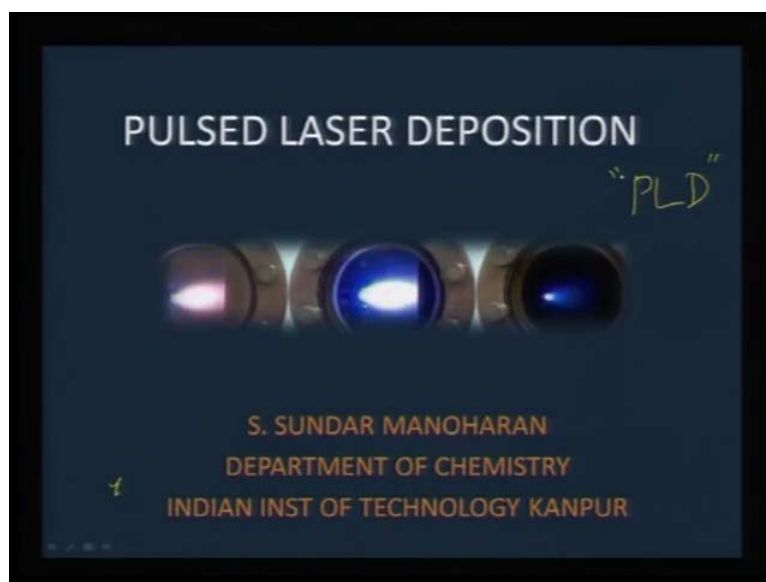 PULSED LASER DEPOSITION
"PLD"
S. SUNDAR MANOHARAN
DEPARTMENT OF CHEMISTRY
INDIAN INST OF TECHNOLOGY KANPUR